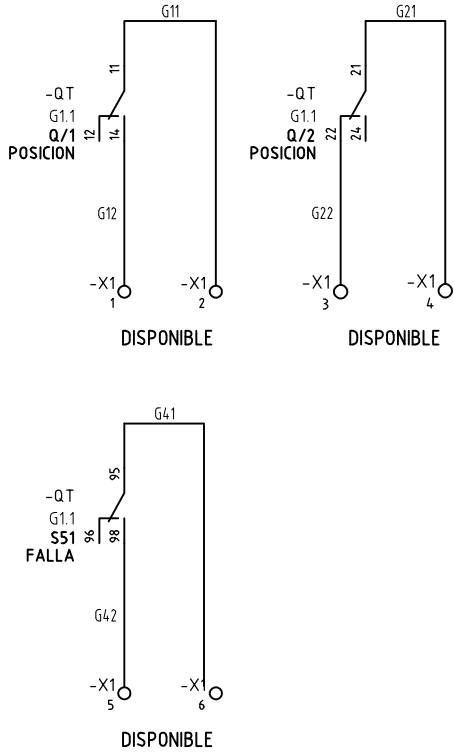 G11
11
-QT
G1.1
Q/1
POSICION
12
14
G12
-X1
1
-X1
2
DISPONIBLE
G21
21
-QT
G1.1
Q/2
POSICION
22
24
G22
-X1
3
-X1
4
DISPONIBLE
G41
95
-QT
G1.1
S51
FALLA
96
98
G42
-X1
5
-X1
6
DISPONIBLE